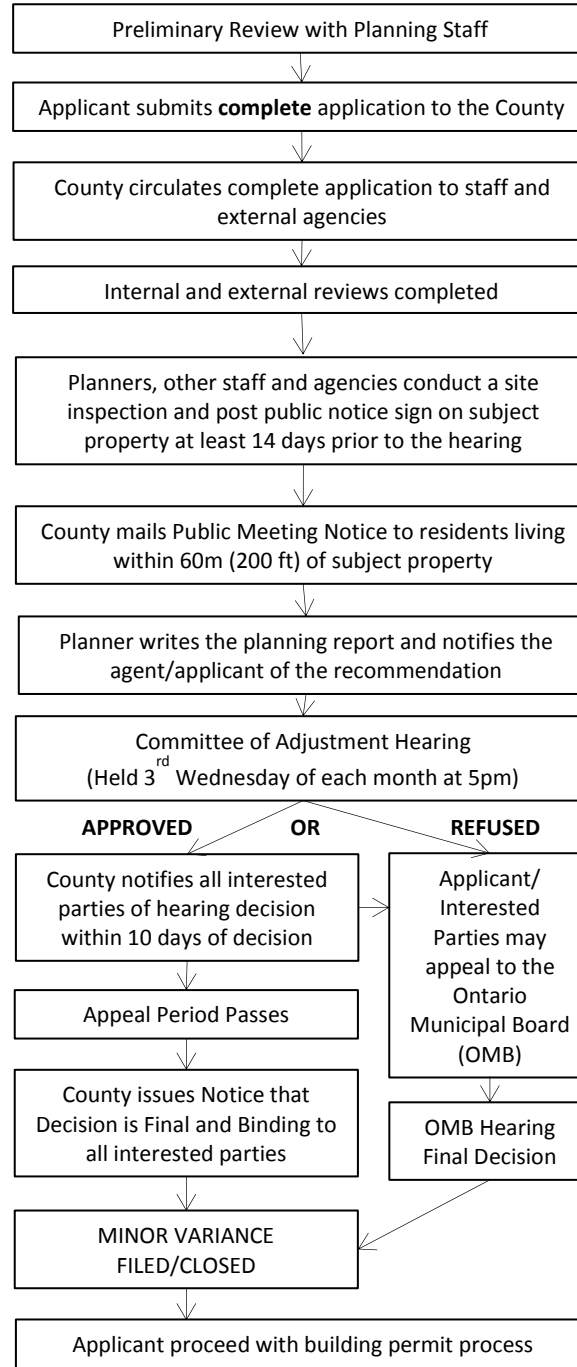 Preliminary Review with Planning Staff
Applicant submits complete application to the County
County circulates complete application to staff and
external agencies
Internal and external reviews completed
Planners, other staff and agencies conduct a site
inspection and post public notice sign on subject
property at least 14 days prior to the hearing
County mails Public Meeting Notice to residents living
within 60m (200 ft) of subject property
Planner writes the planning report and notifies the
agent/applicant of the recommendation
Committee of Adjustment Hearing
(Held 3rd Wednesday of each month at 5pm)
APPROVED OR REFUSED
County notifies all interested
parties of hearing decision
within 10 days of decision
Applicant/
Interested
Parties may
appeal to the
Ontario
Municipal Board
(OMB)
Appeal Period Passes
County issues Notice that
Decision is Final and Binding to
all interested parties
OMB Hearing
Final Decision
MINOR VARIANCE
FILED/CLOSED
Applicant proceed with building permit process